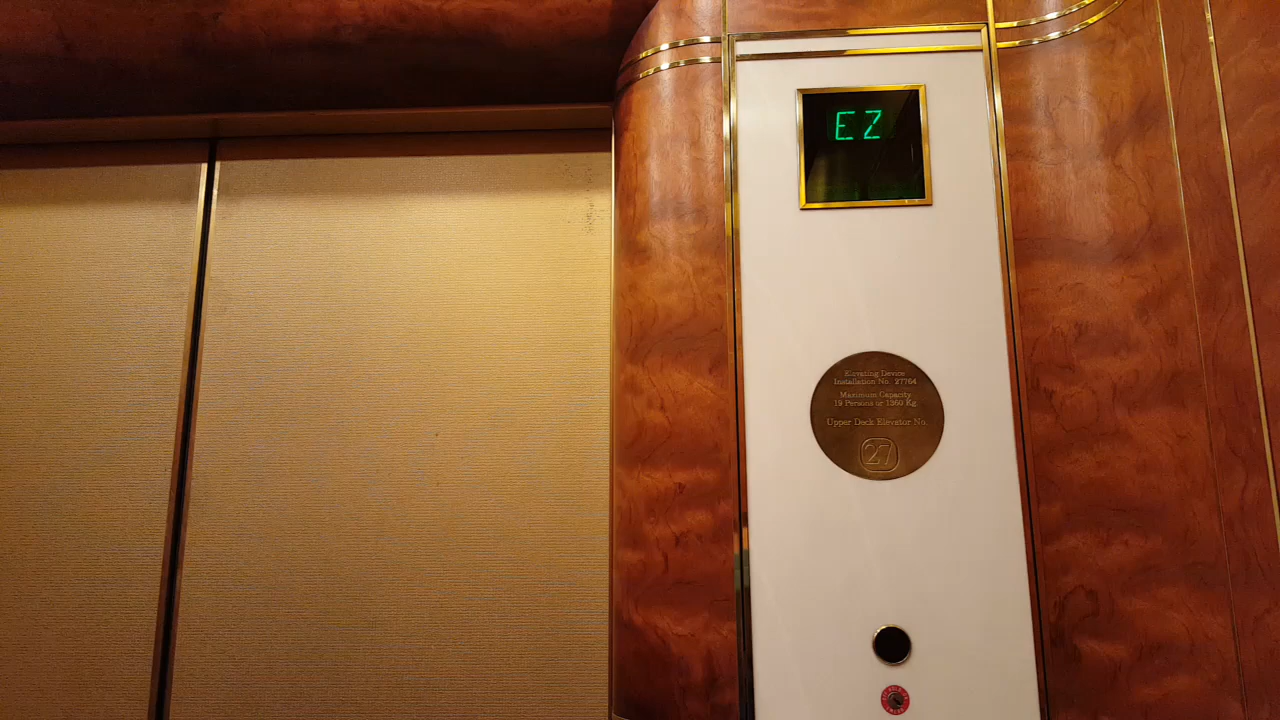 EZ
Elevating Device
Installation No. 27764
Maximum Capacity
19 Persons or 1360 Kg
Upper Deck Elevator No.
27